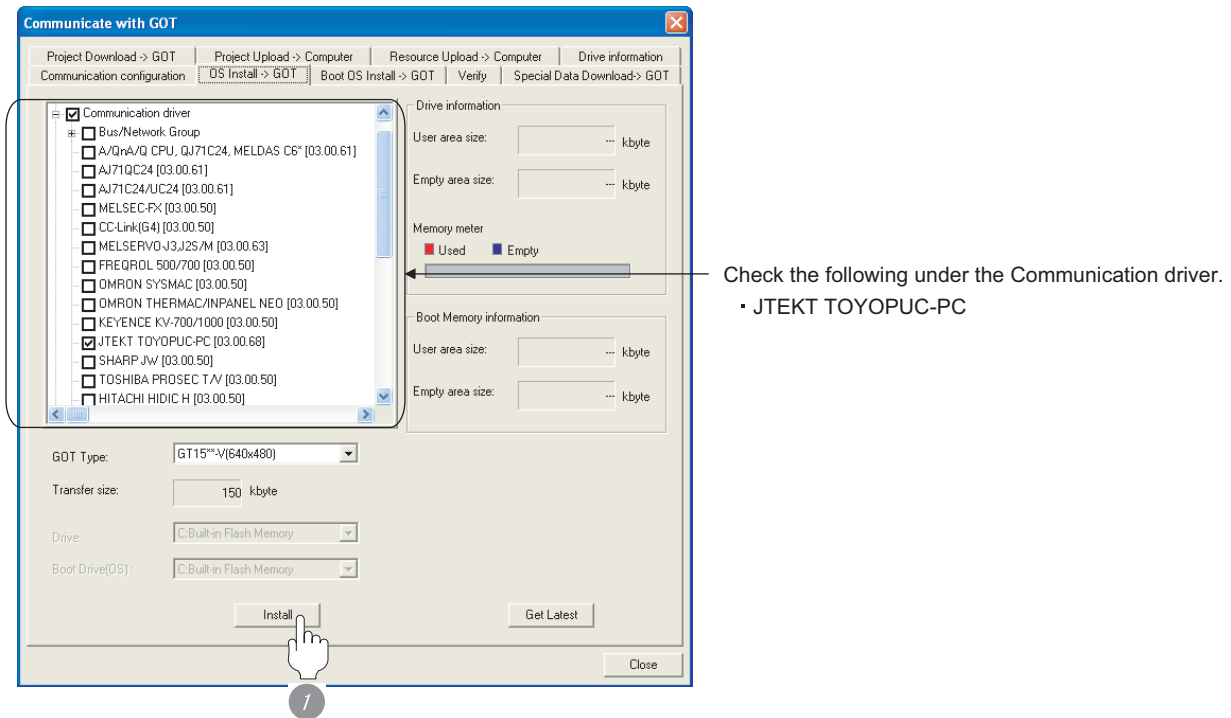 Communicate with GOT
Project Download -> GOT
Project Upload -> Computer
Resource Upload -> Computer
Drive information
Communication configuration
OS Install -> GOT
Boot OS Install -> GOT
Verify
Special Data Download-> GOT
Communication driver
Bus/Network Group
A/QnA/Q CPU, QJ71C24, MELDAS C6* [03.00.61]
AJ71QC24 [03.00.61]
AJ71C24/UC24 [03.00.61]
MELSEC-FX [03.00.50]
CC-Link(G4) [03.00.50]
MELSERVO-J3,J2S/M [03.00.63]
FREQROL 500/700 [03.00.50]
OMRON SYSMAC [03.00.50]
OMRON THERMAC/INPANEL NEO [03.00.50]
KEYENCE KV-700/1000 [03.00.50]
JTEKT TOYOPUC-PC [03.00.68]
SHARP JW [03.00.50]
TOSHIBA PROSEC T/V [03.00.50]
HITACHI HIDIC H [03.00.50]
Drive information
User area size: --- kbyte
Empty area size: --- kbyte
Memory meter
Used Empty
Boot Memory information
User area size: --- kbyte
Empty area size: --- kbyte
Check the following under the Communication driver.
・JTEKT TOYOPUC-PC
GOT Type: GT15**-V(640x480)
Transfer size: 150 kbyte
Drive: C:Built-in Flash Memory
Boot Drive(OS) : C:Built-in Flash Memory
Install
Get Latest
Close
1